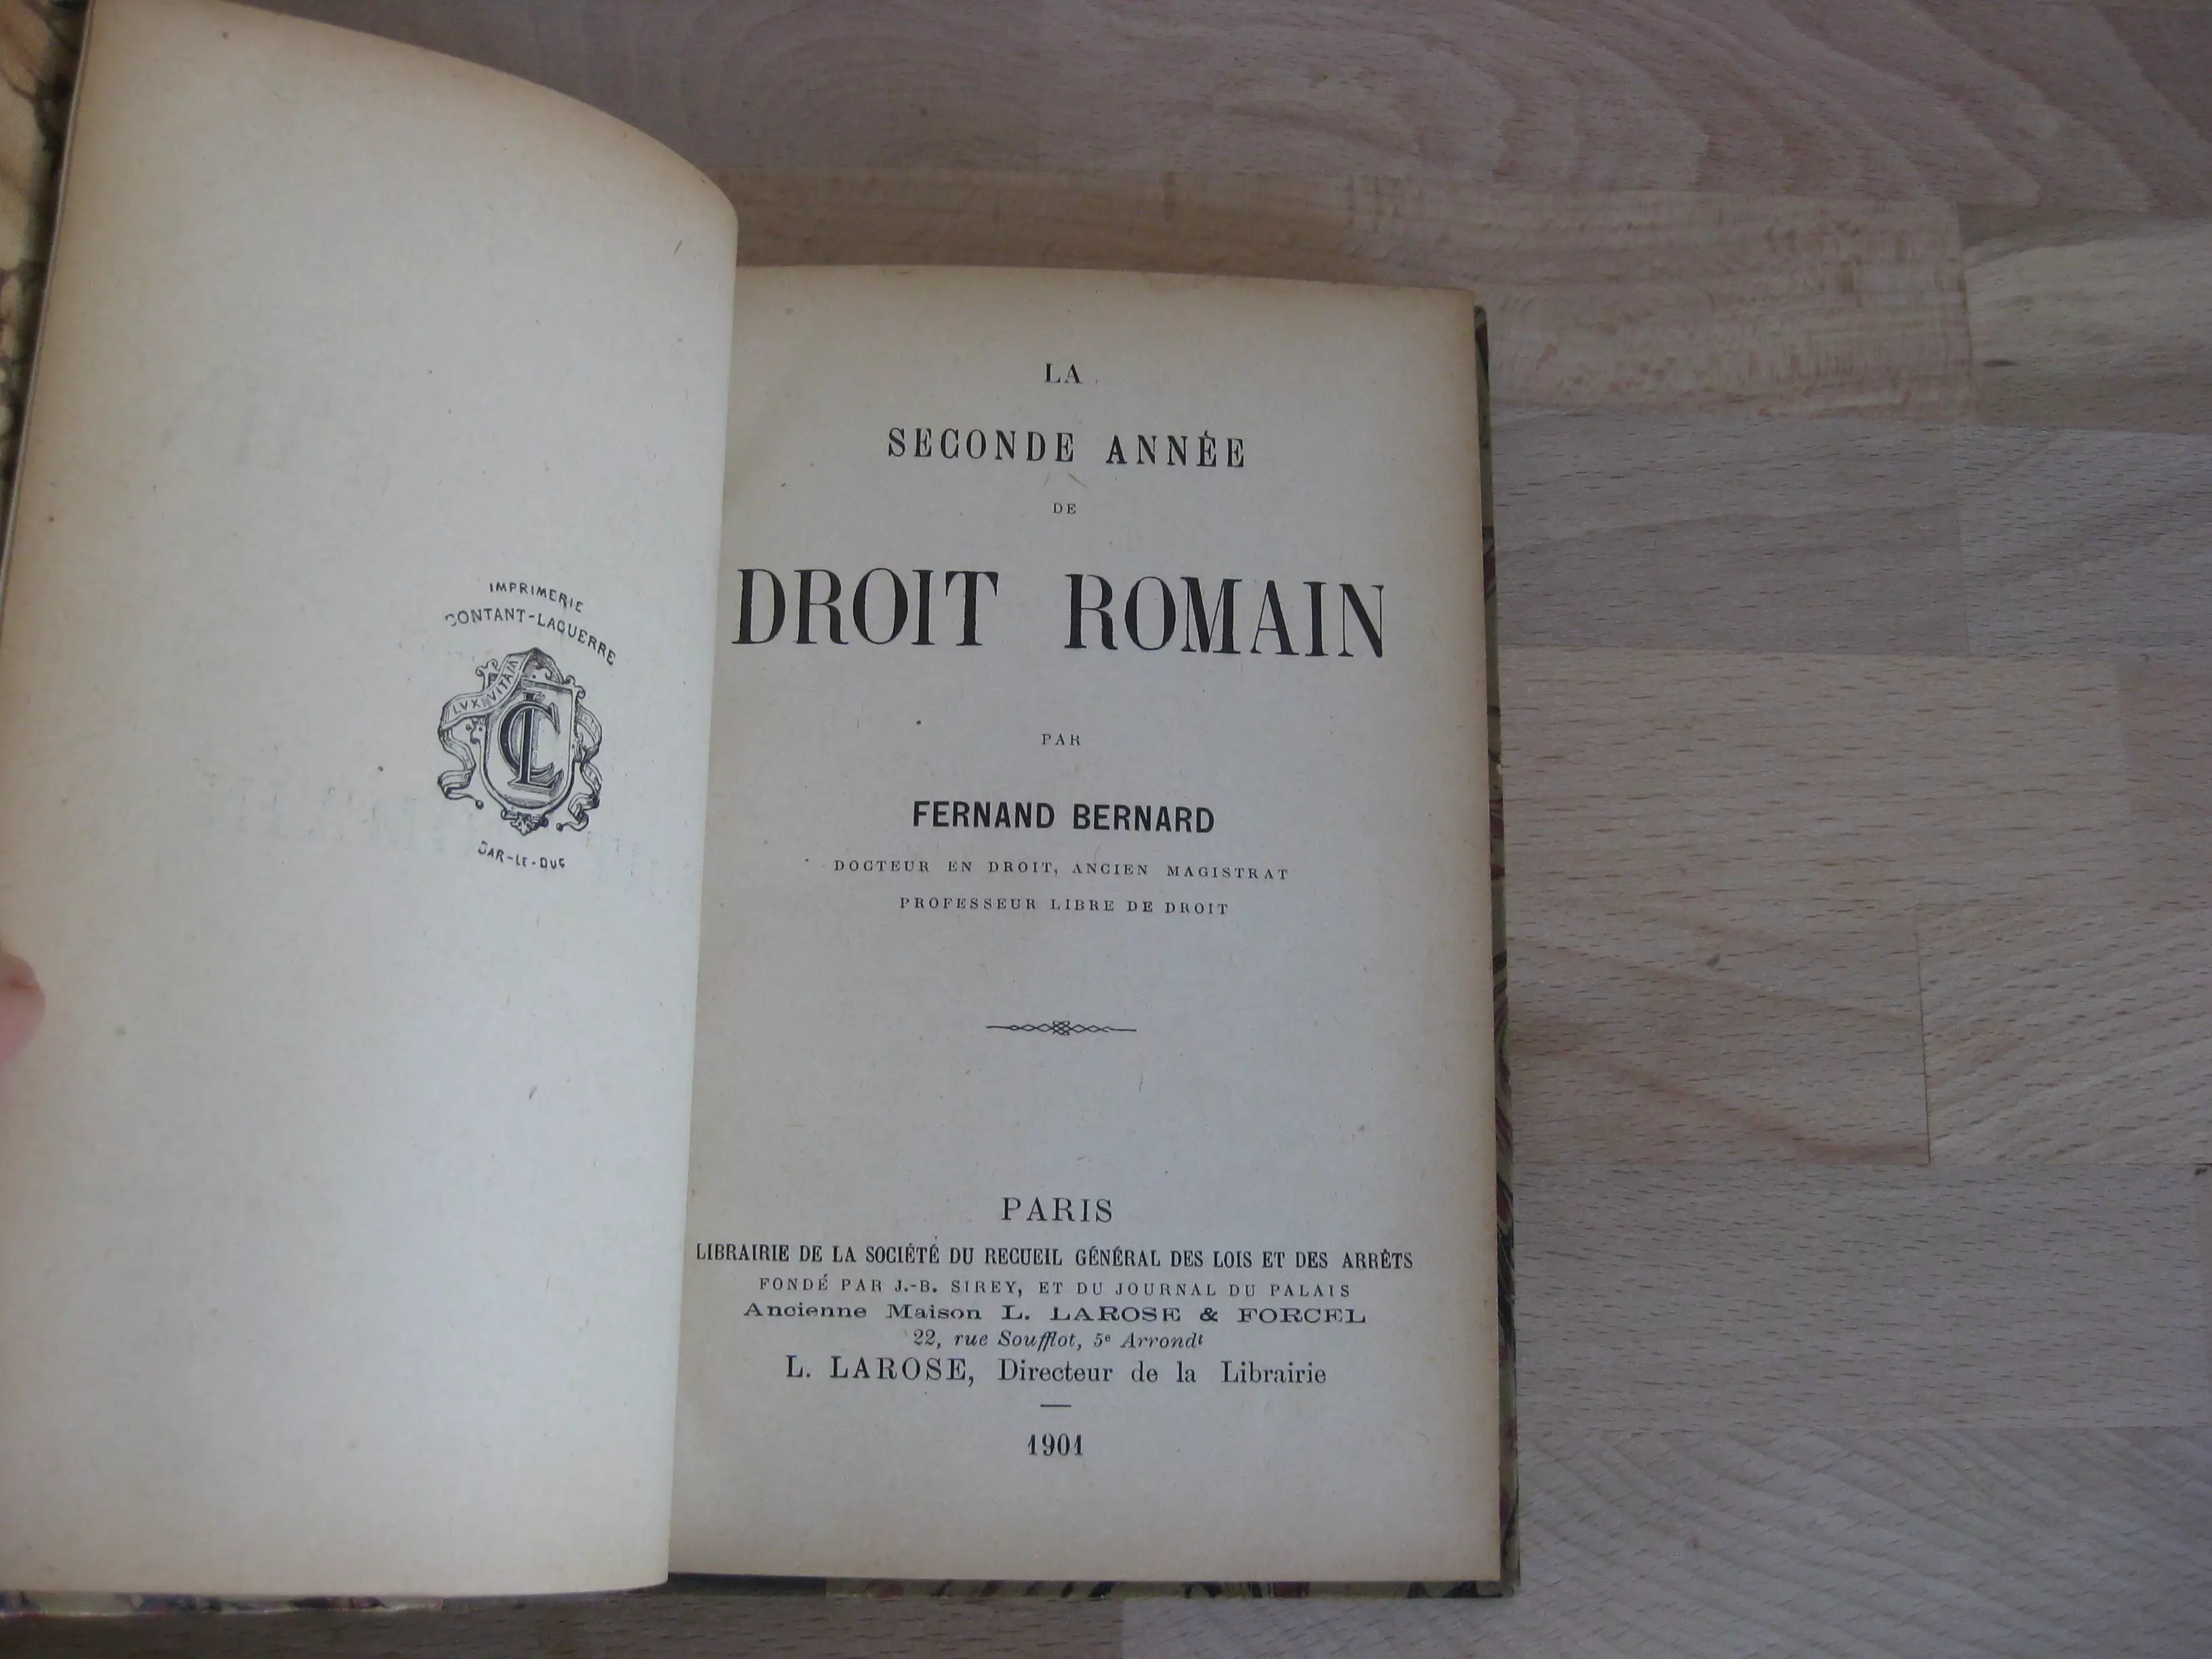 IMPRIMERIE
CONTANT-LAGUERRE
LVX VITAM
CL
BAR-LE-DUC
LA
SECONDE ANNÉE
DE
DROIT ROMAIN
PAR
FERNAND BERNARD
DOCTEUR EN DROIT, ANCIEN MAGISTRAT
PROFESSEUR LIBRE DE DROIT
PARIS
LIBRAIRIE DE LA SOCIÉTÉ DU RECUEIL GÉNÉRAL DES LOIS ET DES ARRÊTS
FONDÉ PAR J.-B. SIREY, ET DU JOURNAL DU PALAIS
Ancienne Maison L. LAROSE & FORCEL
22, rue Soufflot, 5e Arrondt
L. LAROSE, Directeur de la Librairie
1901